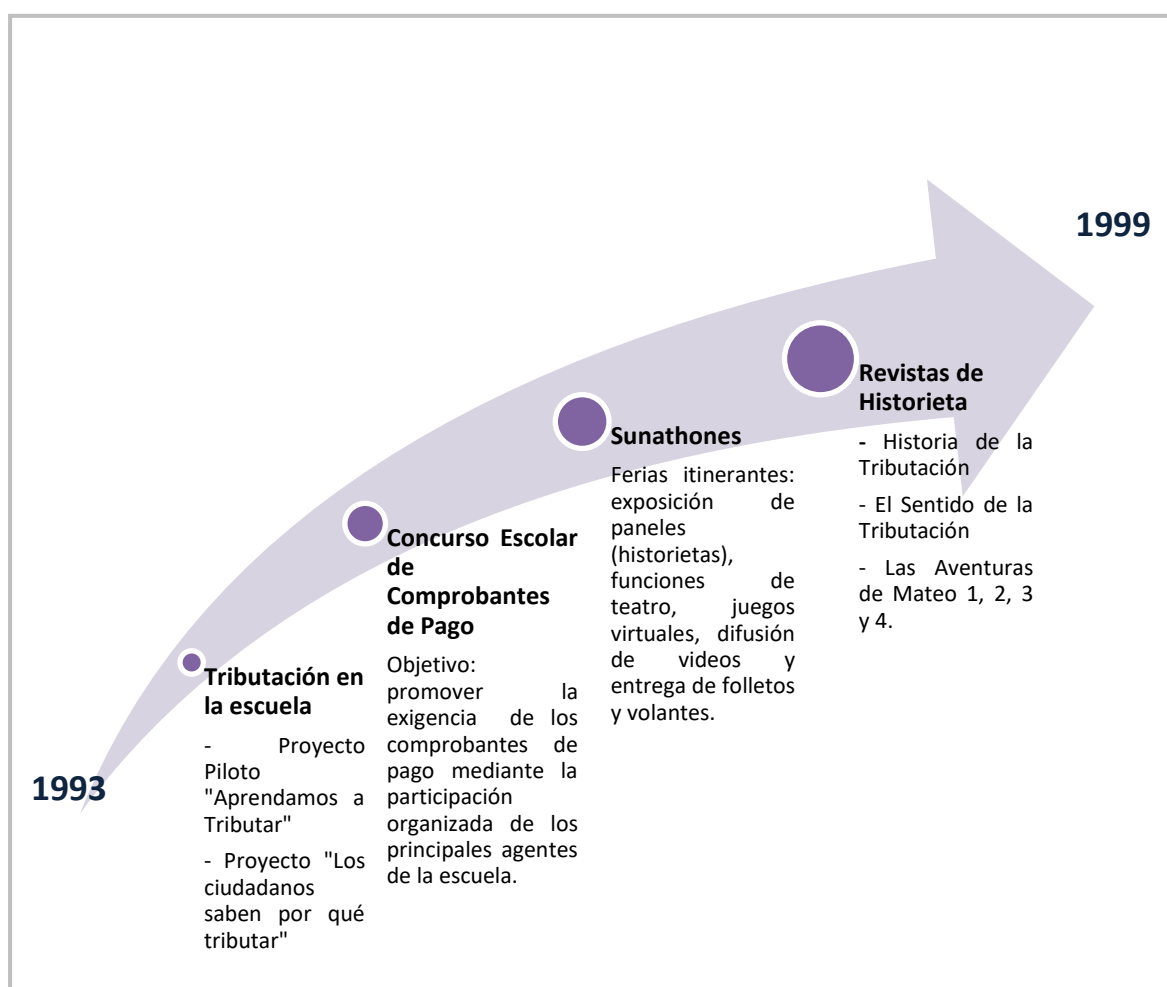 1999
Revistas de
Historieta
- Historia de la
Tributación
- El Sentido de la
Tributación
- Las Aventuras
de Mateo 1, 2, 3
y 4.
Sunathones
Ferias itinerantes:
exposición de
paneles
(historietas),
funciones de
teatro, juegos
virtuales, difusión
de videos y
entrega de folletos
y volantes.
Concurso Escolar
de
Comprobantes
de Pago
Objetivo:
promover la
exigencia de los
comprobantes de
pago mediante la
participación
organizada de los
principales agentes
de la escuela.
Tributación en
la escuela
- Proyecto
Piloto
"Aprendamos a
Tributar"
- Proyecto "Los
ciudadanos
saben por qué
tributar"
1993